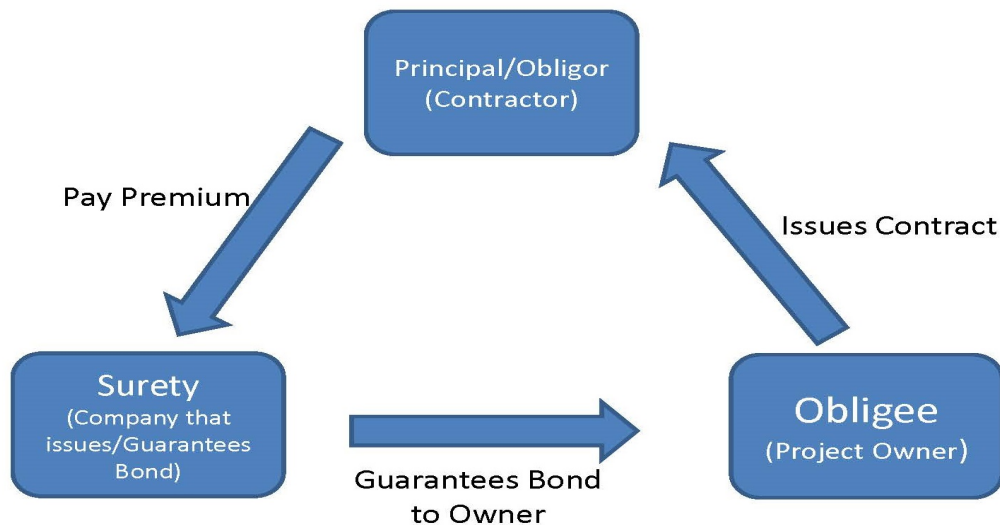 Principal/Obligor
(Contractor)
Pay Premium
Issues Contract
Surety
(Company that
issues/Guarantees
Bond)
Obligee
(Project Owner)
Guarantees Bond
to Owner